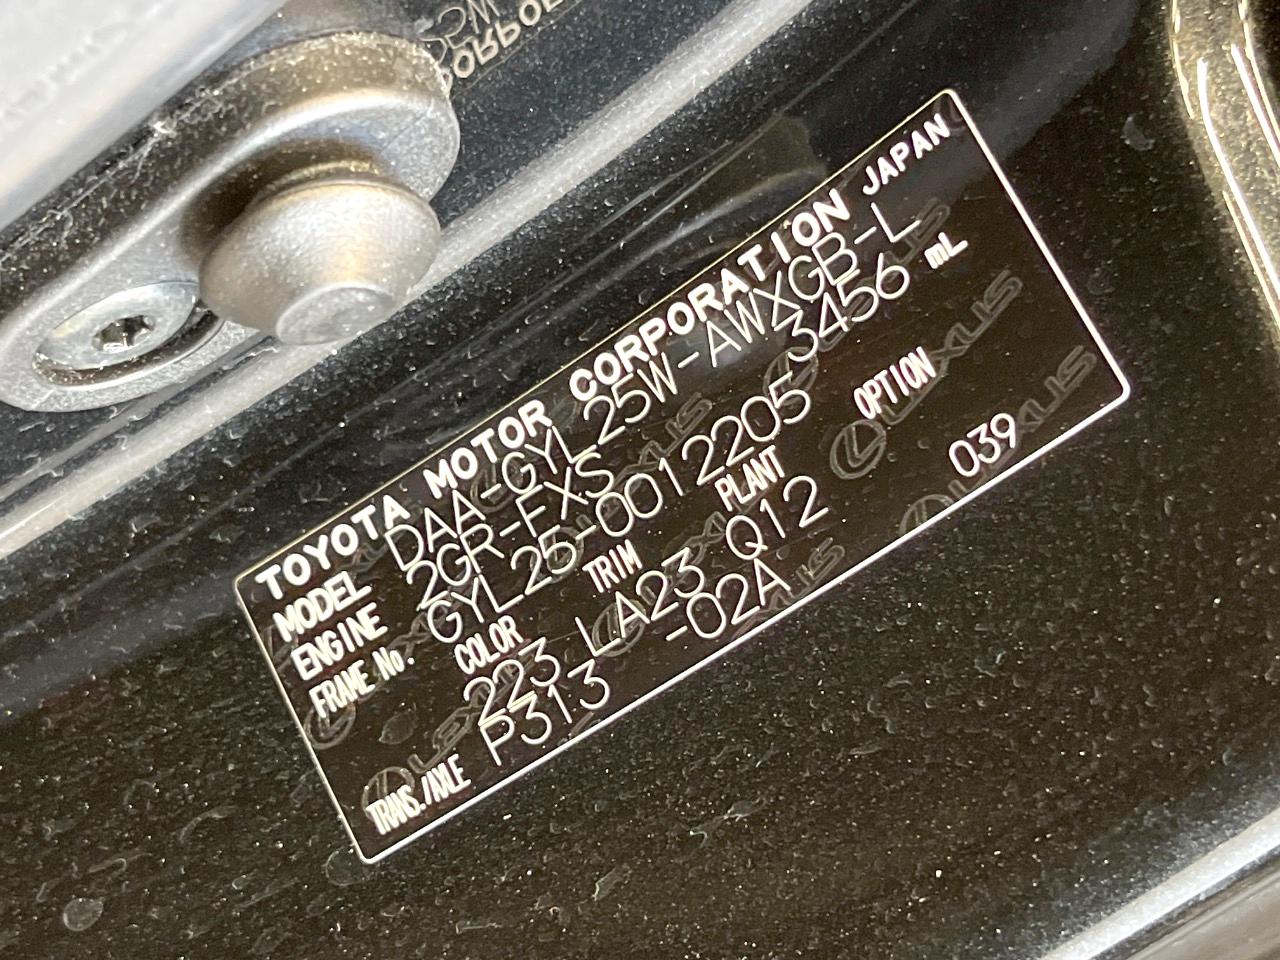 TOYOTA MOTOR CORPORATION JAPAN
MODEL DAA-GYL25W-AWXGB-L
ENGINE 2GR-FXS 3456 mL
FRAME No. GYL25-0012205
COLOR TRIM PLANT OPTION
223 LA23 Q12 039
TRANS./AXLE P313 -02A
LEXUS